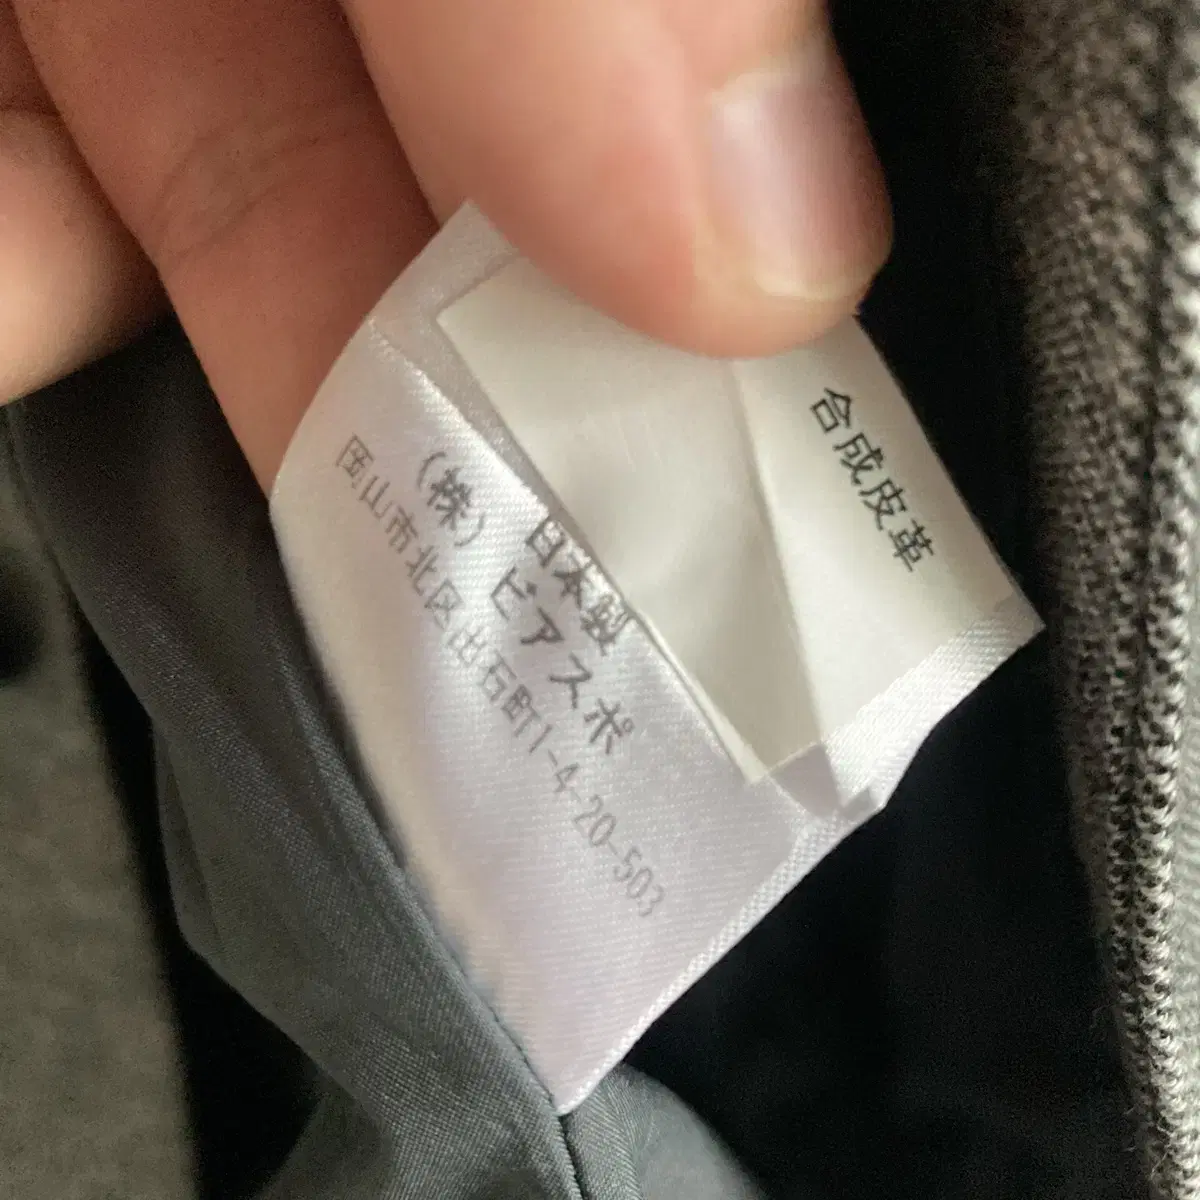 合成皮革
日本製
(株) ビアスポ
岡山市北区出石町1-4-20-503